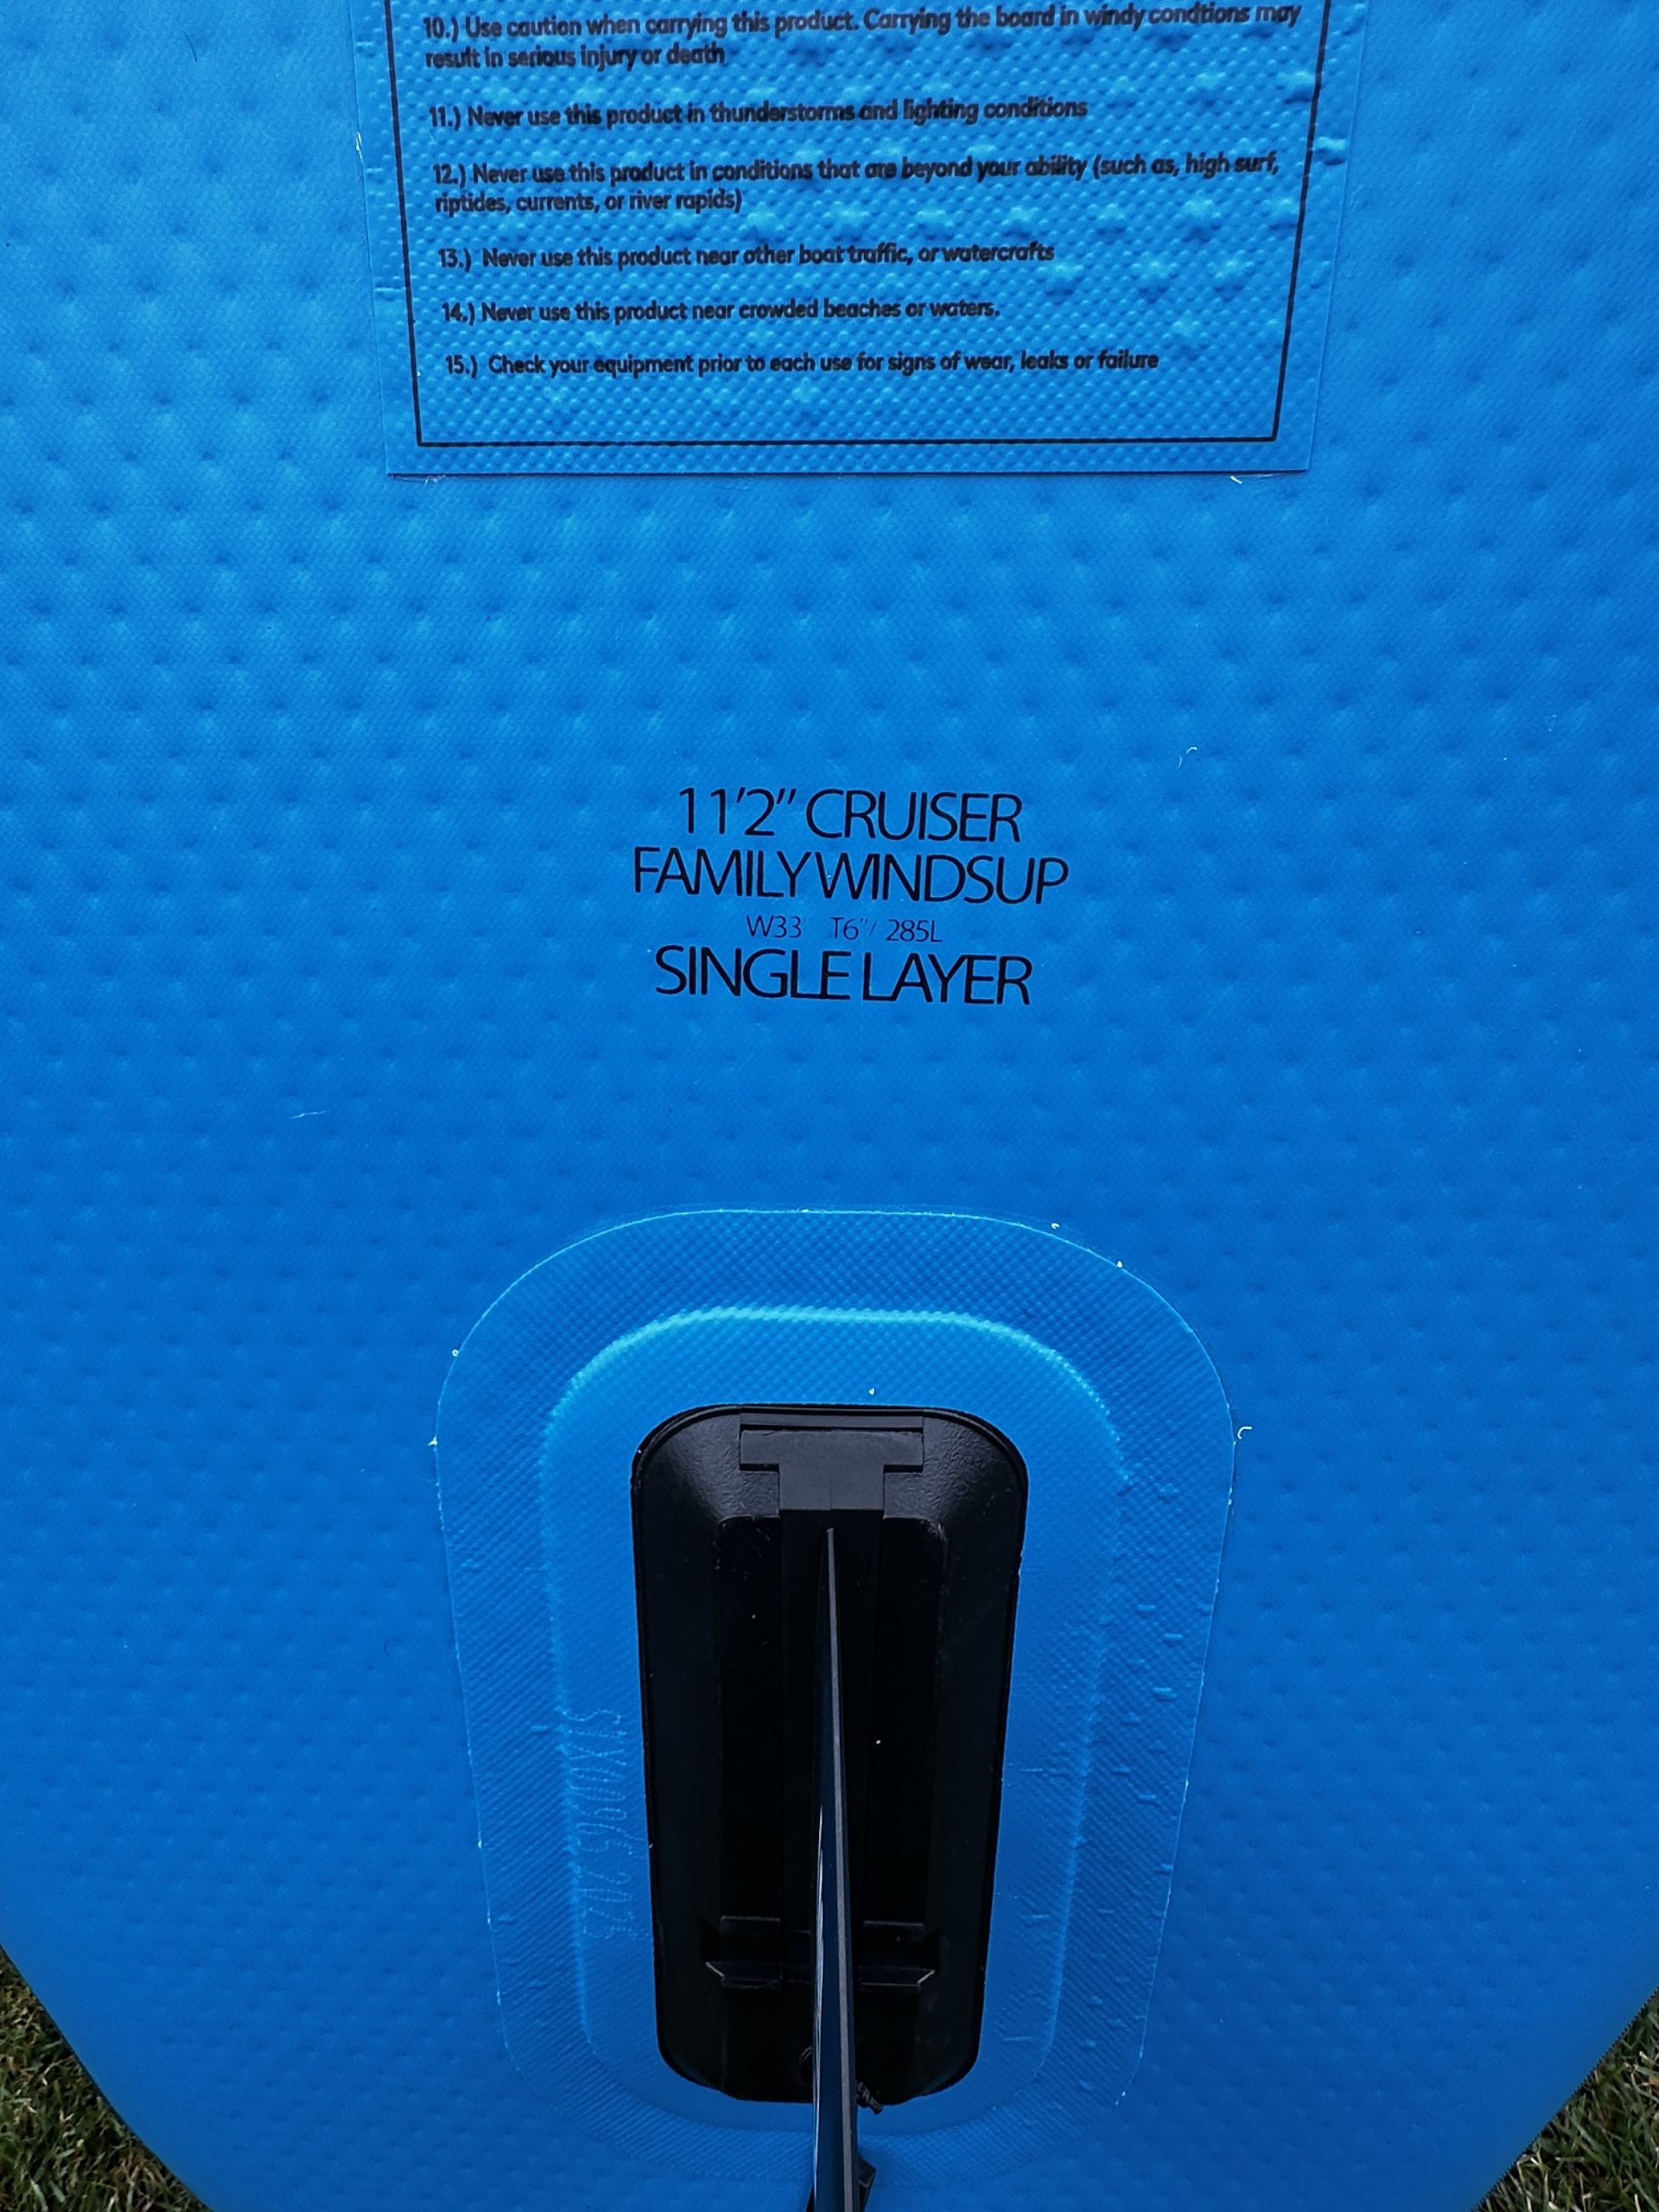 10.) Use caution when carrying this product. Carrying the board in windy condtions may
result in serious injury or death
11.) Never use this product in thunderstorms and lighting conditions
12.) Never use this product in conditions that are beyond your ability (such as, high surf,
riptides, currents, or river rapids)
13.) Never use this product near other boat traffic, or watercrafts
14.) Never use this product near crowded beaches or waters.
15.) Check your equipment prior to each use for signs of wear, leaks or failure
11'2" CRUISER
FAMILY WINDSUP
W33 T6"/ 285L
SINGLE LAYER